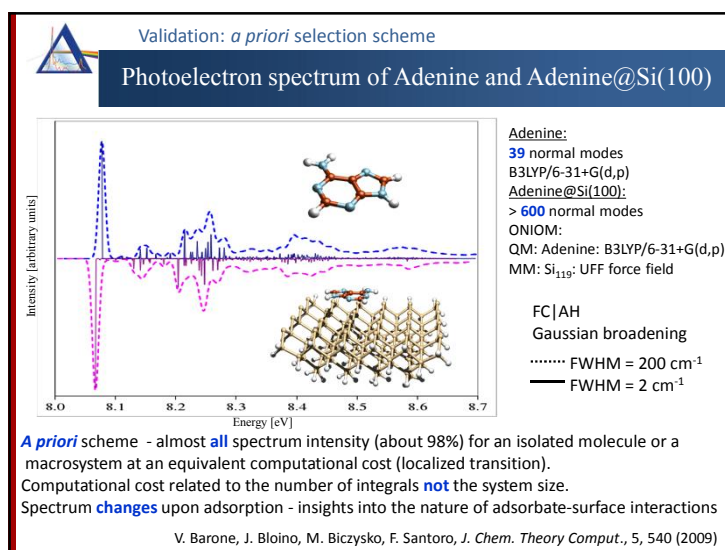 Validation: a priori selection scheme
Photoelectron spectrum of Adenine and Adenine@Si(100)
Intensity [arbitrary units]
8.0 8.1 8.2 8.3 8.4 8.5 8.6 8.7
Energy [eV]
Adenine:
39 normal modes
B3LYP/6-31+G(d,p)
Adenine@Si(100):
> 600 normal modes
ONIOM:
QM: Adenine: B3LYP/6-31+G(d,p)
MM: Si₁₁₉: UFF force field
FC|AH
Gaussian broadening
FWHM = 200 cm⁻¹
FWHM = 2 cm⁻¹
A priori scheme - almost all spectrum intensity (about 98%) for an isolated molecule or a
macrosystem at an equivalent computational cost (localized transition).
Computational cost related to the number of integrals not the system size.
Spectrum changes upon adsorption - insights into the nature of adsorbate-surface interactions
V. Barone, J. Bloino, M. Biczysko, F. Santoro, J. Chem. Theory Comput., 5, 540 (2009)